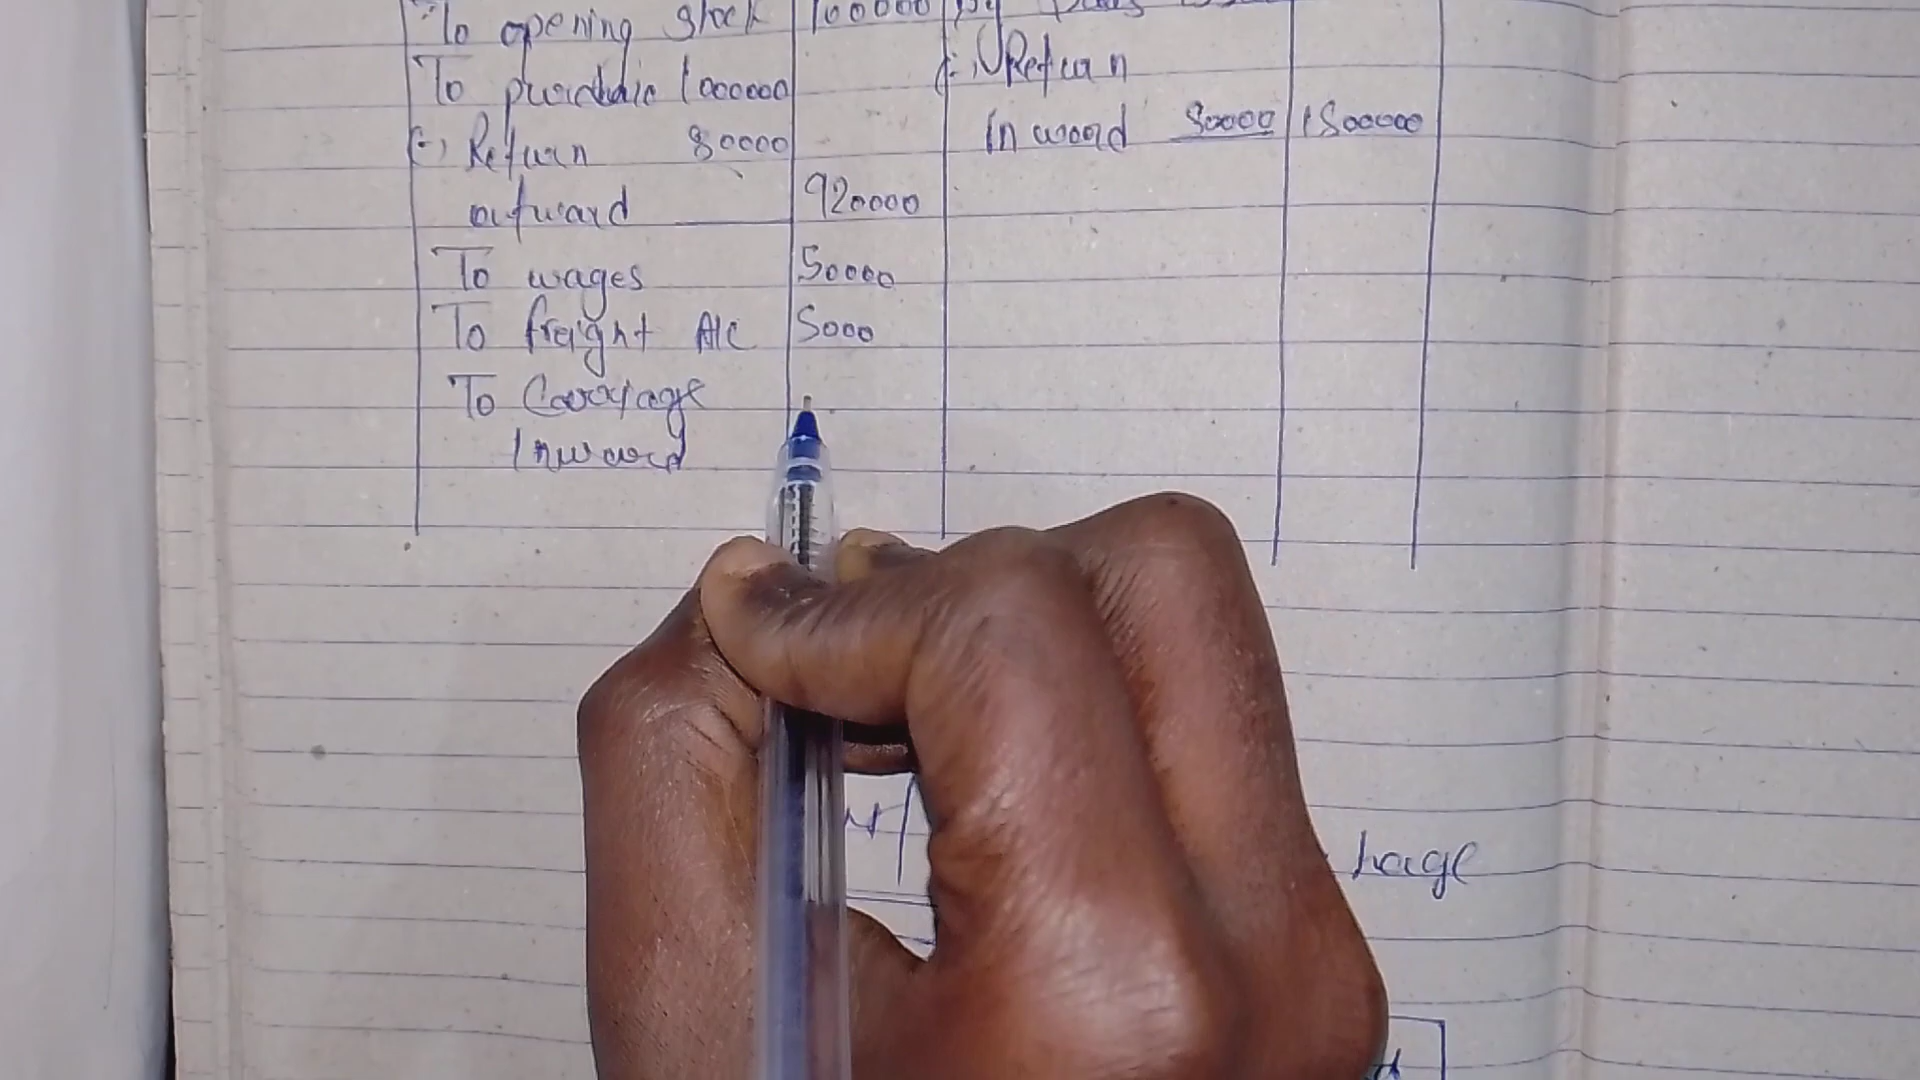 To opening stock 100000 By
To purchase 1000000 (-) Return
(-) Return 80000 inward 50000 1500000
outward 920000
To wages 50000
To freight A/C 5000
To Carriage
Inward